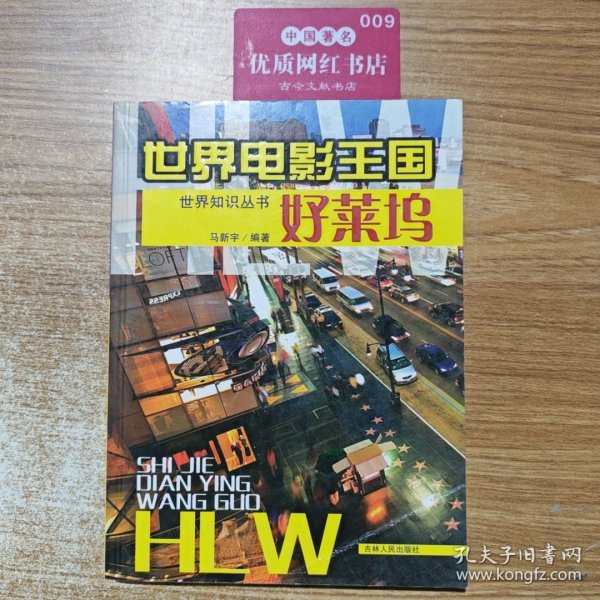 009
中国著名
优质网红书店
古今文献书店
世界电影王国
世界知识丛书
好莱坞
马新宇／编著
LOFT
EXPRESS
GAME
SHI JIE
DIAN YING
WANG GUO
HLW
吉林人民出版社
孔夫子旧书网
www.kongfz.com